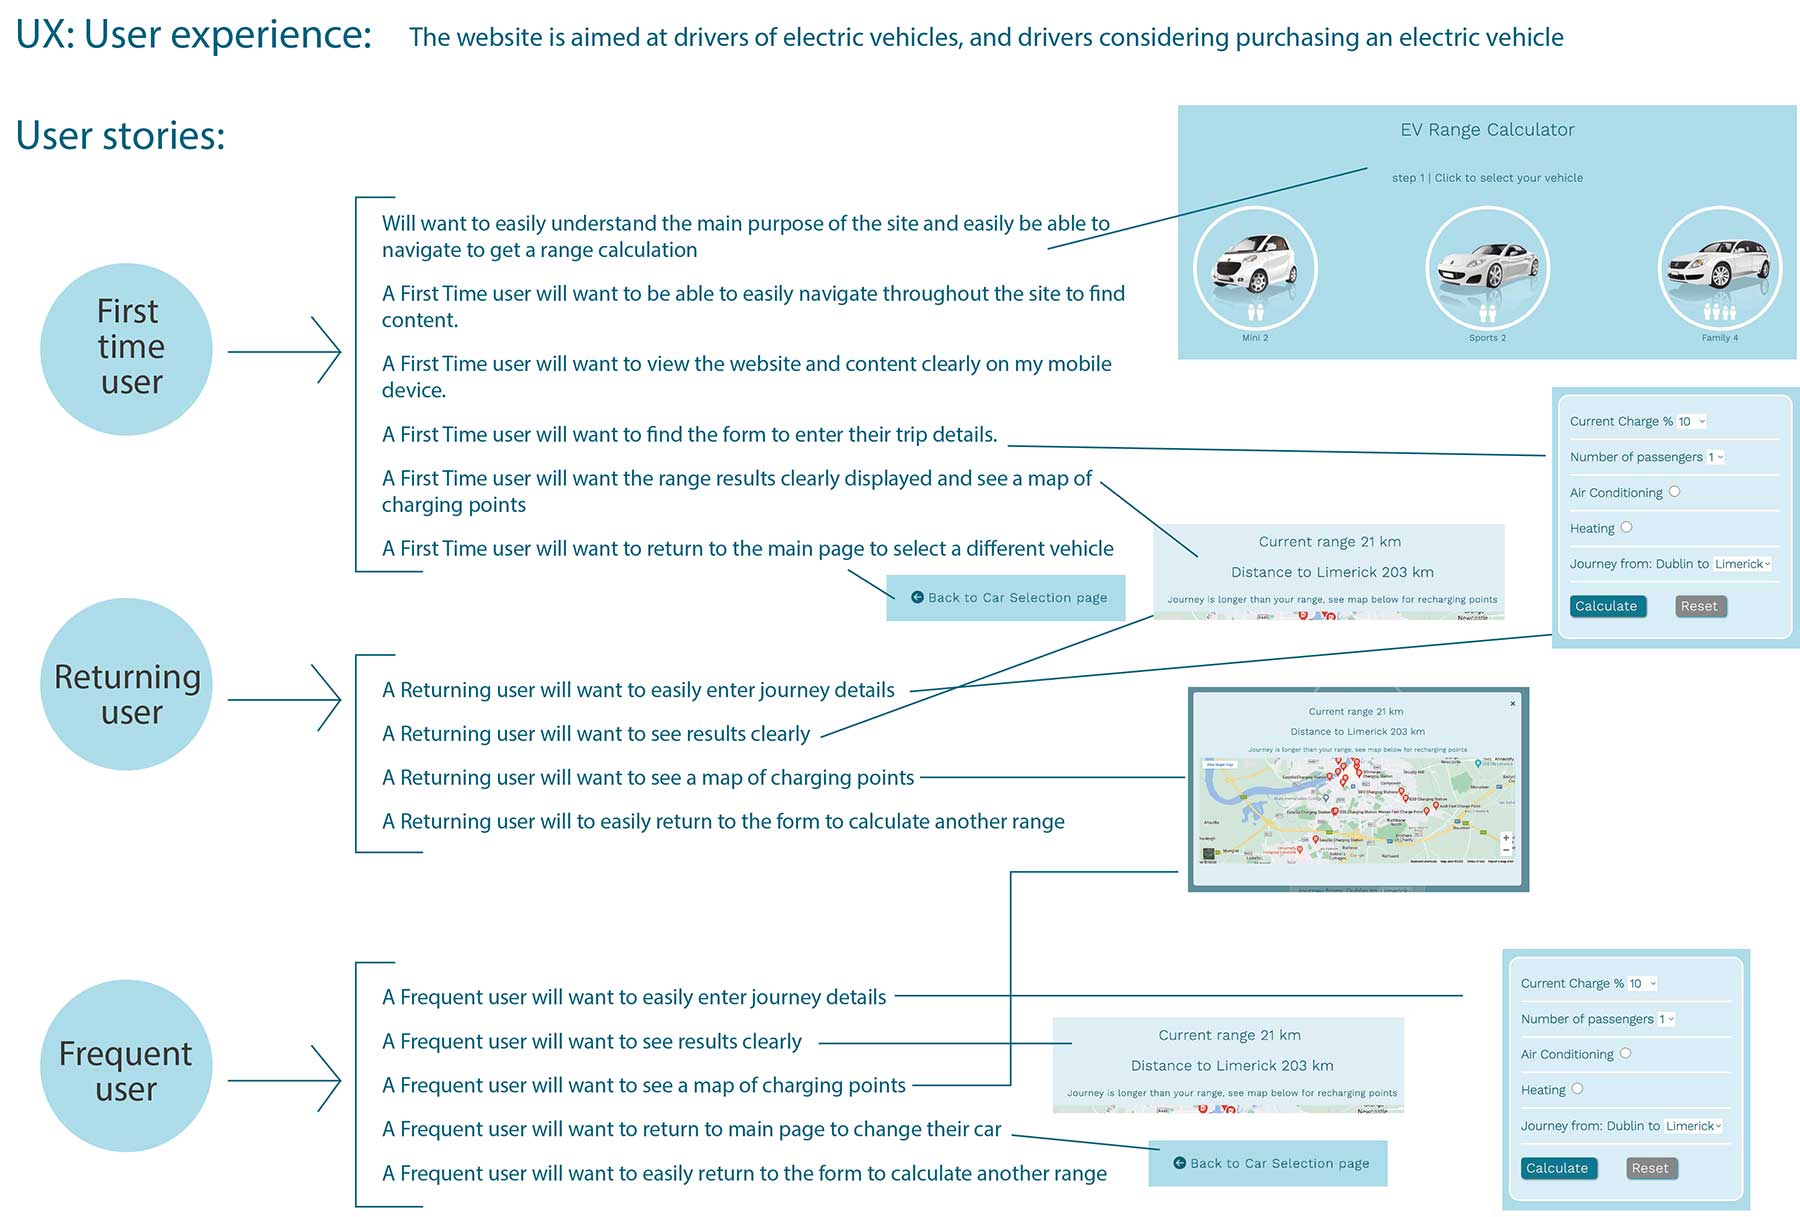 UX: User experience:
The website is aimed at drivers of electric vehicles, and drivers considering purchasing an electric vehicle
User stories:
First
time
user
Will want to easily understand the main purpose of the site and easily be able to
navigate to get a range calculation
A First Time user will want to be able to easily navigate throughout the site to find
content.
A First Time user will want to view the website and content clearly on my mobile
device.
A First Time user will want to find the form to enter their trip details.
A First Time user will want the range results clearly displayed and see a map of
charging points
A First Time user will want to return to the main page to select a different vehicle
EV Range Calculator
step 1 | Click to select your vehicle
Mini 2
Sports 2
Family 4
Current Charge % 10
Number of passengers 1
Air Conditioning
Heating
Journey from: Dublin to Limerick
Calculate
Reset
Current range 21 km
Distance to Limerick 203 km
Journey is longer than your range, see map below for recharging points
Newcastle
Back to Car Selection page
Returning
user
A Returning user will want to easily enter journey details
A Returning user will want to see results clearly
A Returning user will want to see a map of charging points
A Returning user will to easily return to the form to calculate another range
Current range 21 km
×
Distance to Limerick 203 km
Journey is longer than your range, see map below for recharging points
View larger map
Journey from: Dublin to Limerick
Frequent
user
A Frequent user will want to easily enter journey details
A Frequent user will want to see results clearly
A Frequent user will want to see a map of charging points
A Frequent user will want to return to main page to change their car
A Frequent user will want to easily return to the form to calculate another range
Current range 21 km
Distance to Limerick 203 km
Journey is longer than your range, see map below for recharging points
Newcastle
Back to Car Selection page
Current Charge % 10
Number of passengers 1
Air Conditioning
Heating
Journey from: Dublin to Limerick
Calculate
Reset